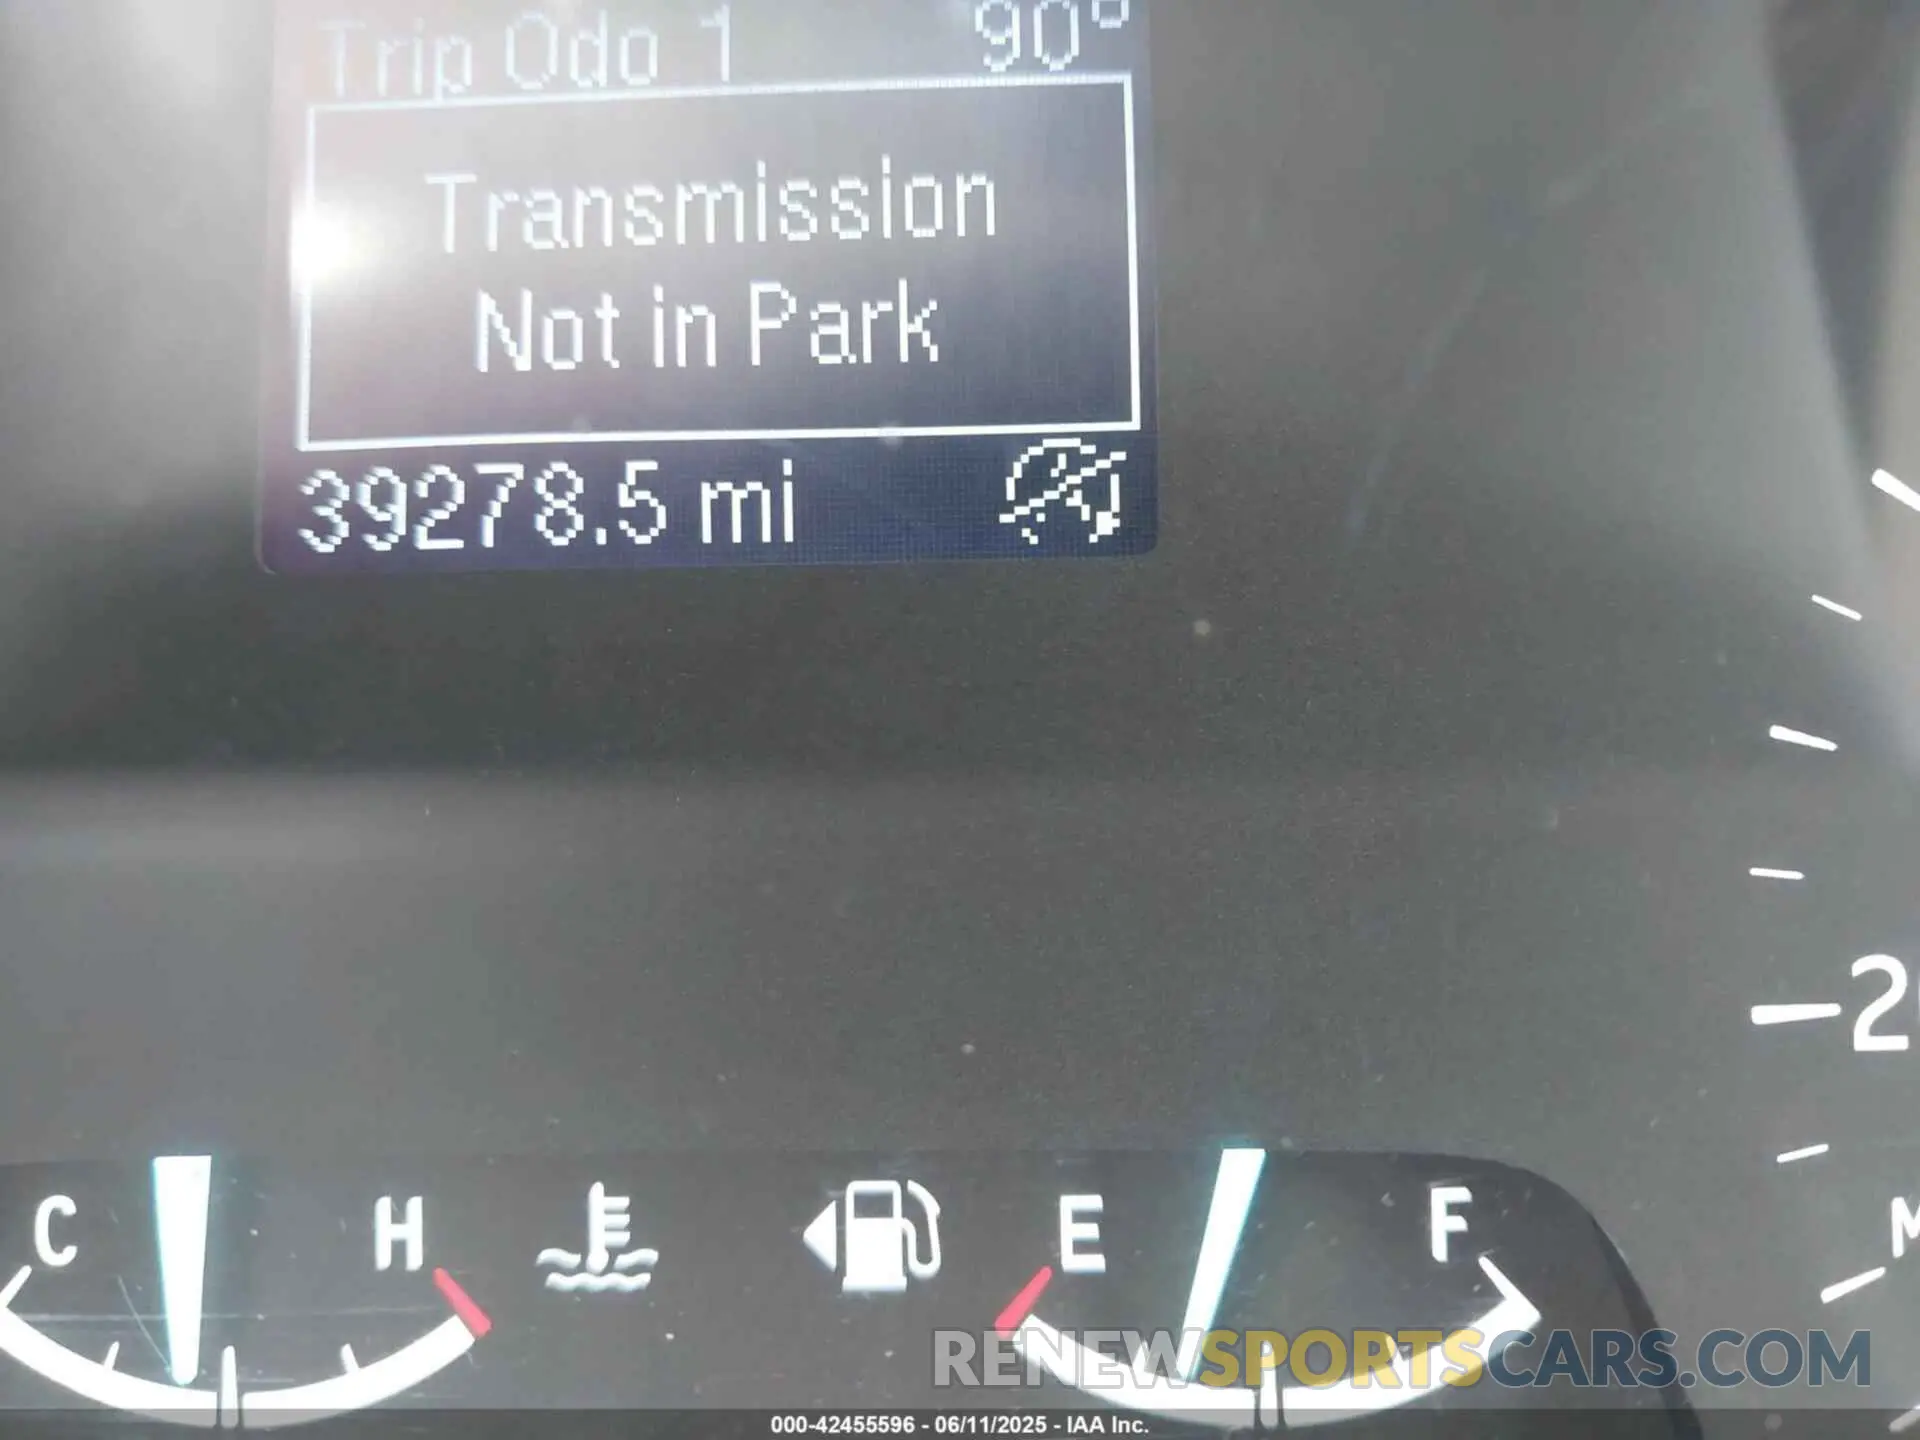 Trip Odo 1 90°
Transmission
Not in Park
39278.5 mi
2
C H E F
M
RENEWSPORTSCARS.COM
000-42455596 - 06/11/2025 - IAA Inc.